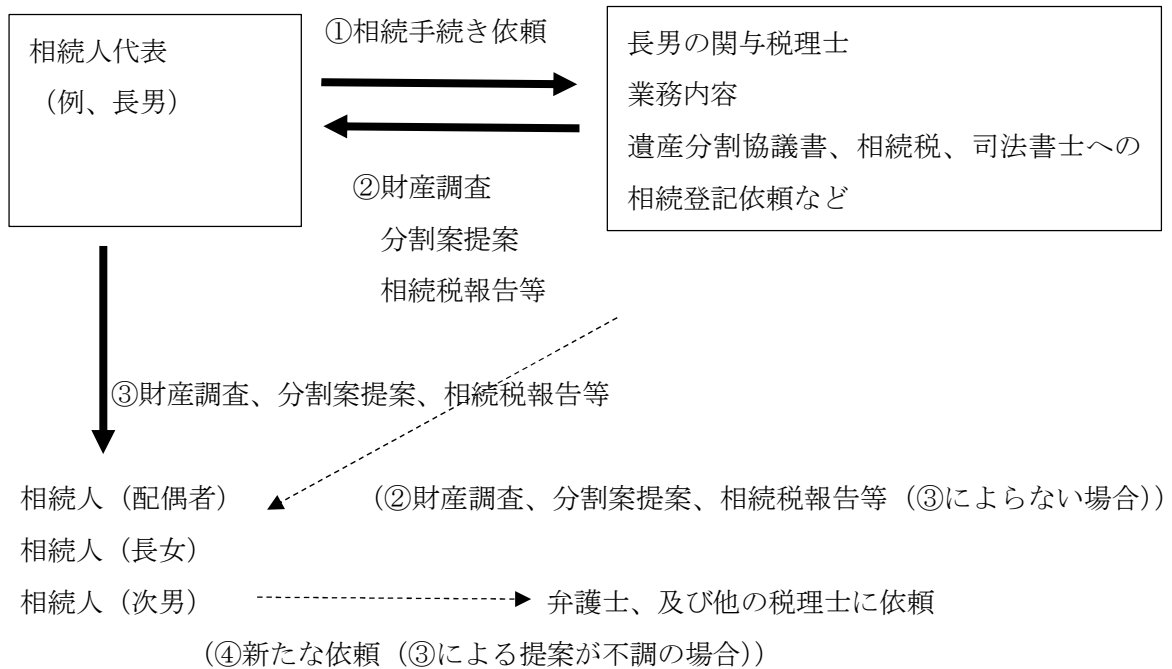 相続人代表
（例、長男）
①相続手続き依頼
長男の関与税理士
業務内容
遺産分割協議書、相続税、司法書士への
相続登記依頼など
②財産調査
分割案提案
相続税報告等
③財産調査、分割案提案、相続税報告等
相続人（配偶者）
（②財産調査、分割案提案、相続税報告等（③によらない場合））
相続人（長女）
相続人（次男）
弁護士、及び他の税理士に依頼
（④新たな依頼（③による提案が不調の場合））